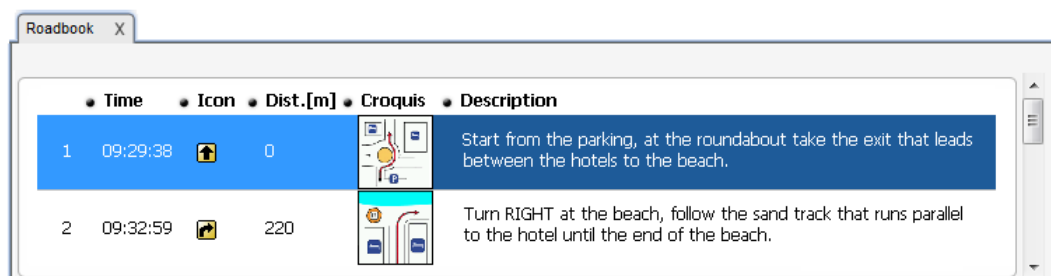 Roadbook X
Time Icon Dist.[m] Croquis Description
1 09:29:38 0 Start from the parking, at the roundabout take the exit that leads
between the hotels to the beach.
P
2 09:32:59 220 Turn RIGHT at the beach, follow the sand track that runs parallel
to the hotel until the end of the beach.